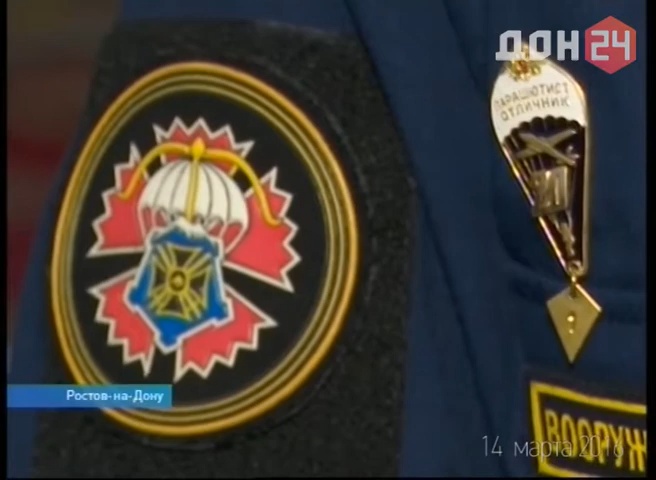 ДОН 24
ПАРАШЮТИСТ
ОТЛИЧНИК
Ростов-на-Дону
ВООРУЖ
14 марта 2016